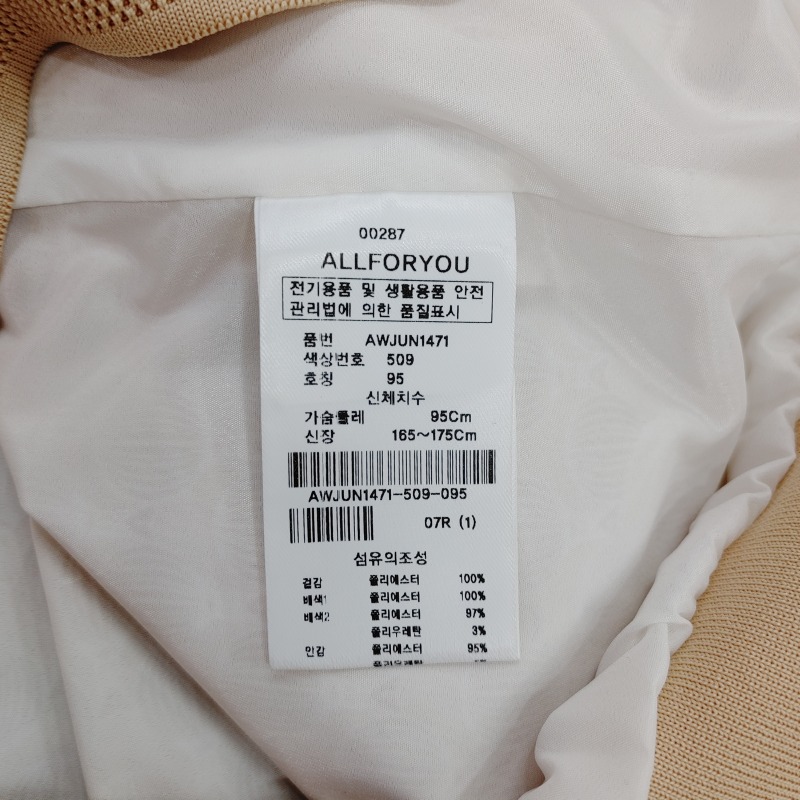 00287
ALLFORYOU
전기용품 및 생활용품 안전
관리법에 의한 품질표시
품번 AWJUN1471
색상번호 509
호칭 95
신체치수
가슴둘레 95Cm
신장 165~175Cm
AWJUN1471-509-095
07R (1)
섬유의조성
겉감 폴리에스터 100%
배색1 폴리에스터 100%
배색2 폴리에스터 97%
폴리우레탄 3%
안감 폴리에스터 95%
폴리우레탄